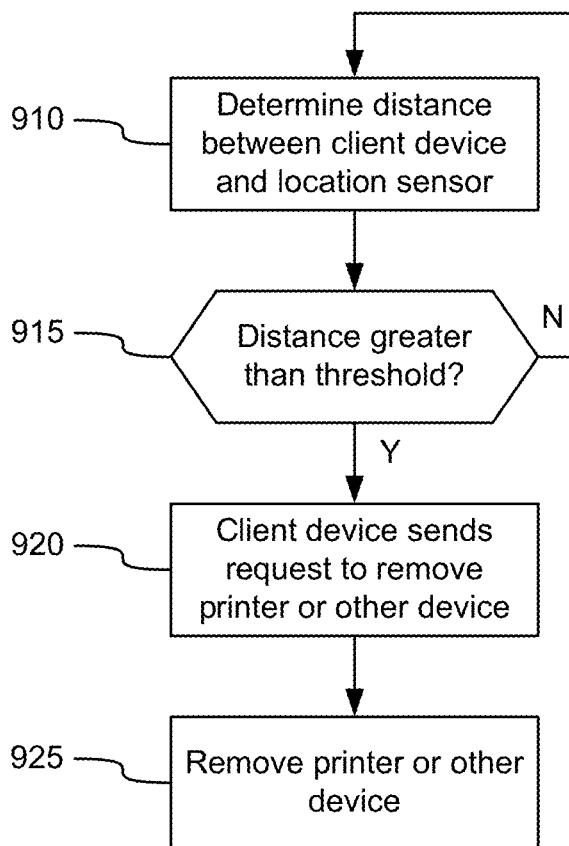 910
Determine distance
between client device
and location sensor
915
Distance greater
than threshold?
N
Y
920
Client device sends
request to remove
printer or other device
925
Remove printer or other
device